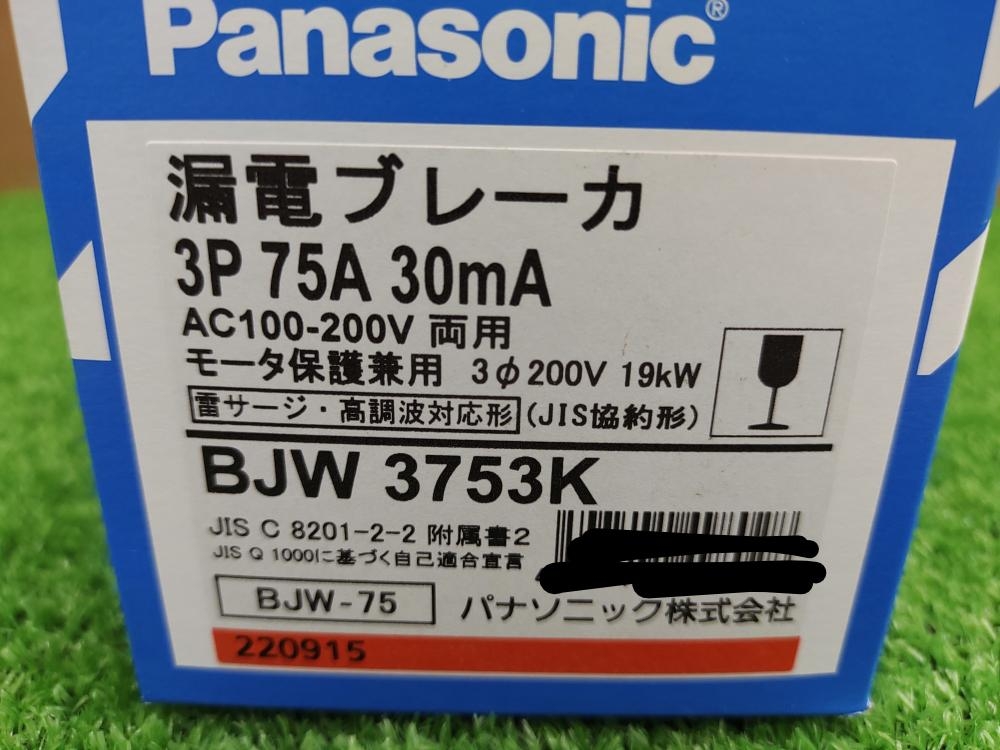 Panasonic®
漏電ブレーカ
3P 75A 30mA
AC100-200V 両用
モータ保護兼用 3φ200V 19kW
雷サージ・高調波対応形 (JIS協約形)
BJW 3753K
JIS C 8201-2-2 附属書2
JIS Q 1000に基づく自己適合宣言
BJW-75 パナソニック株式会社
220915